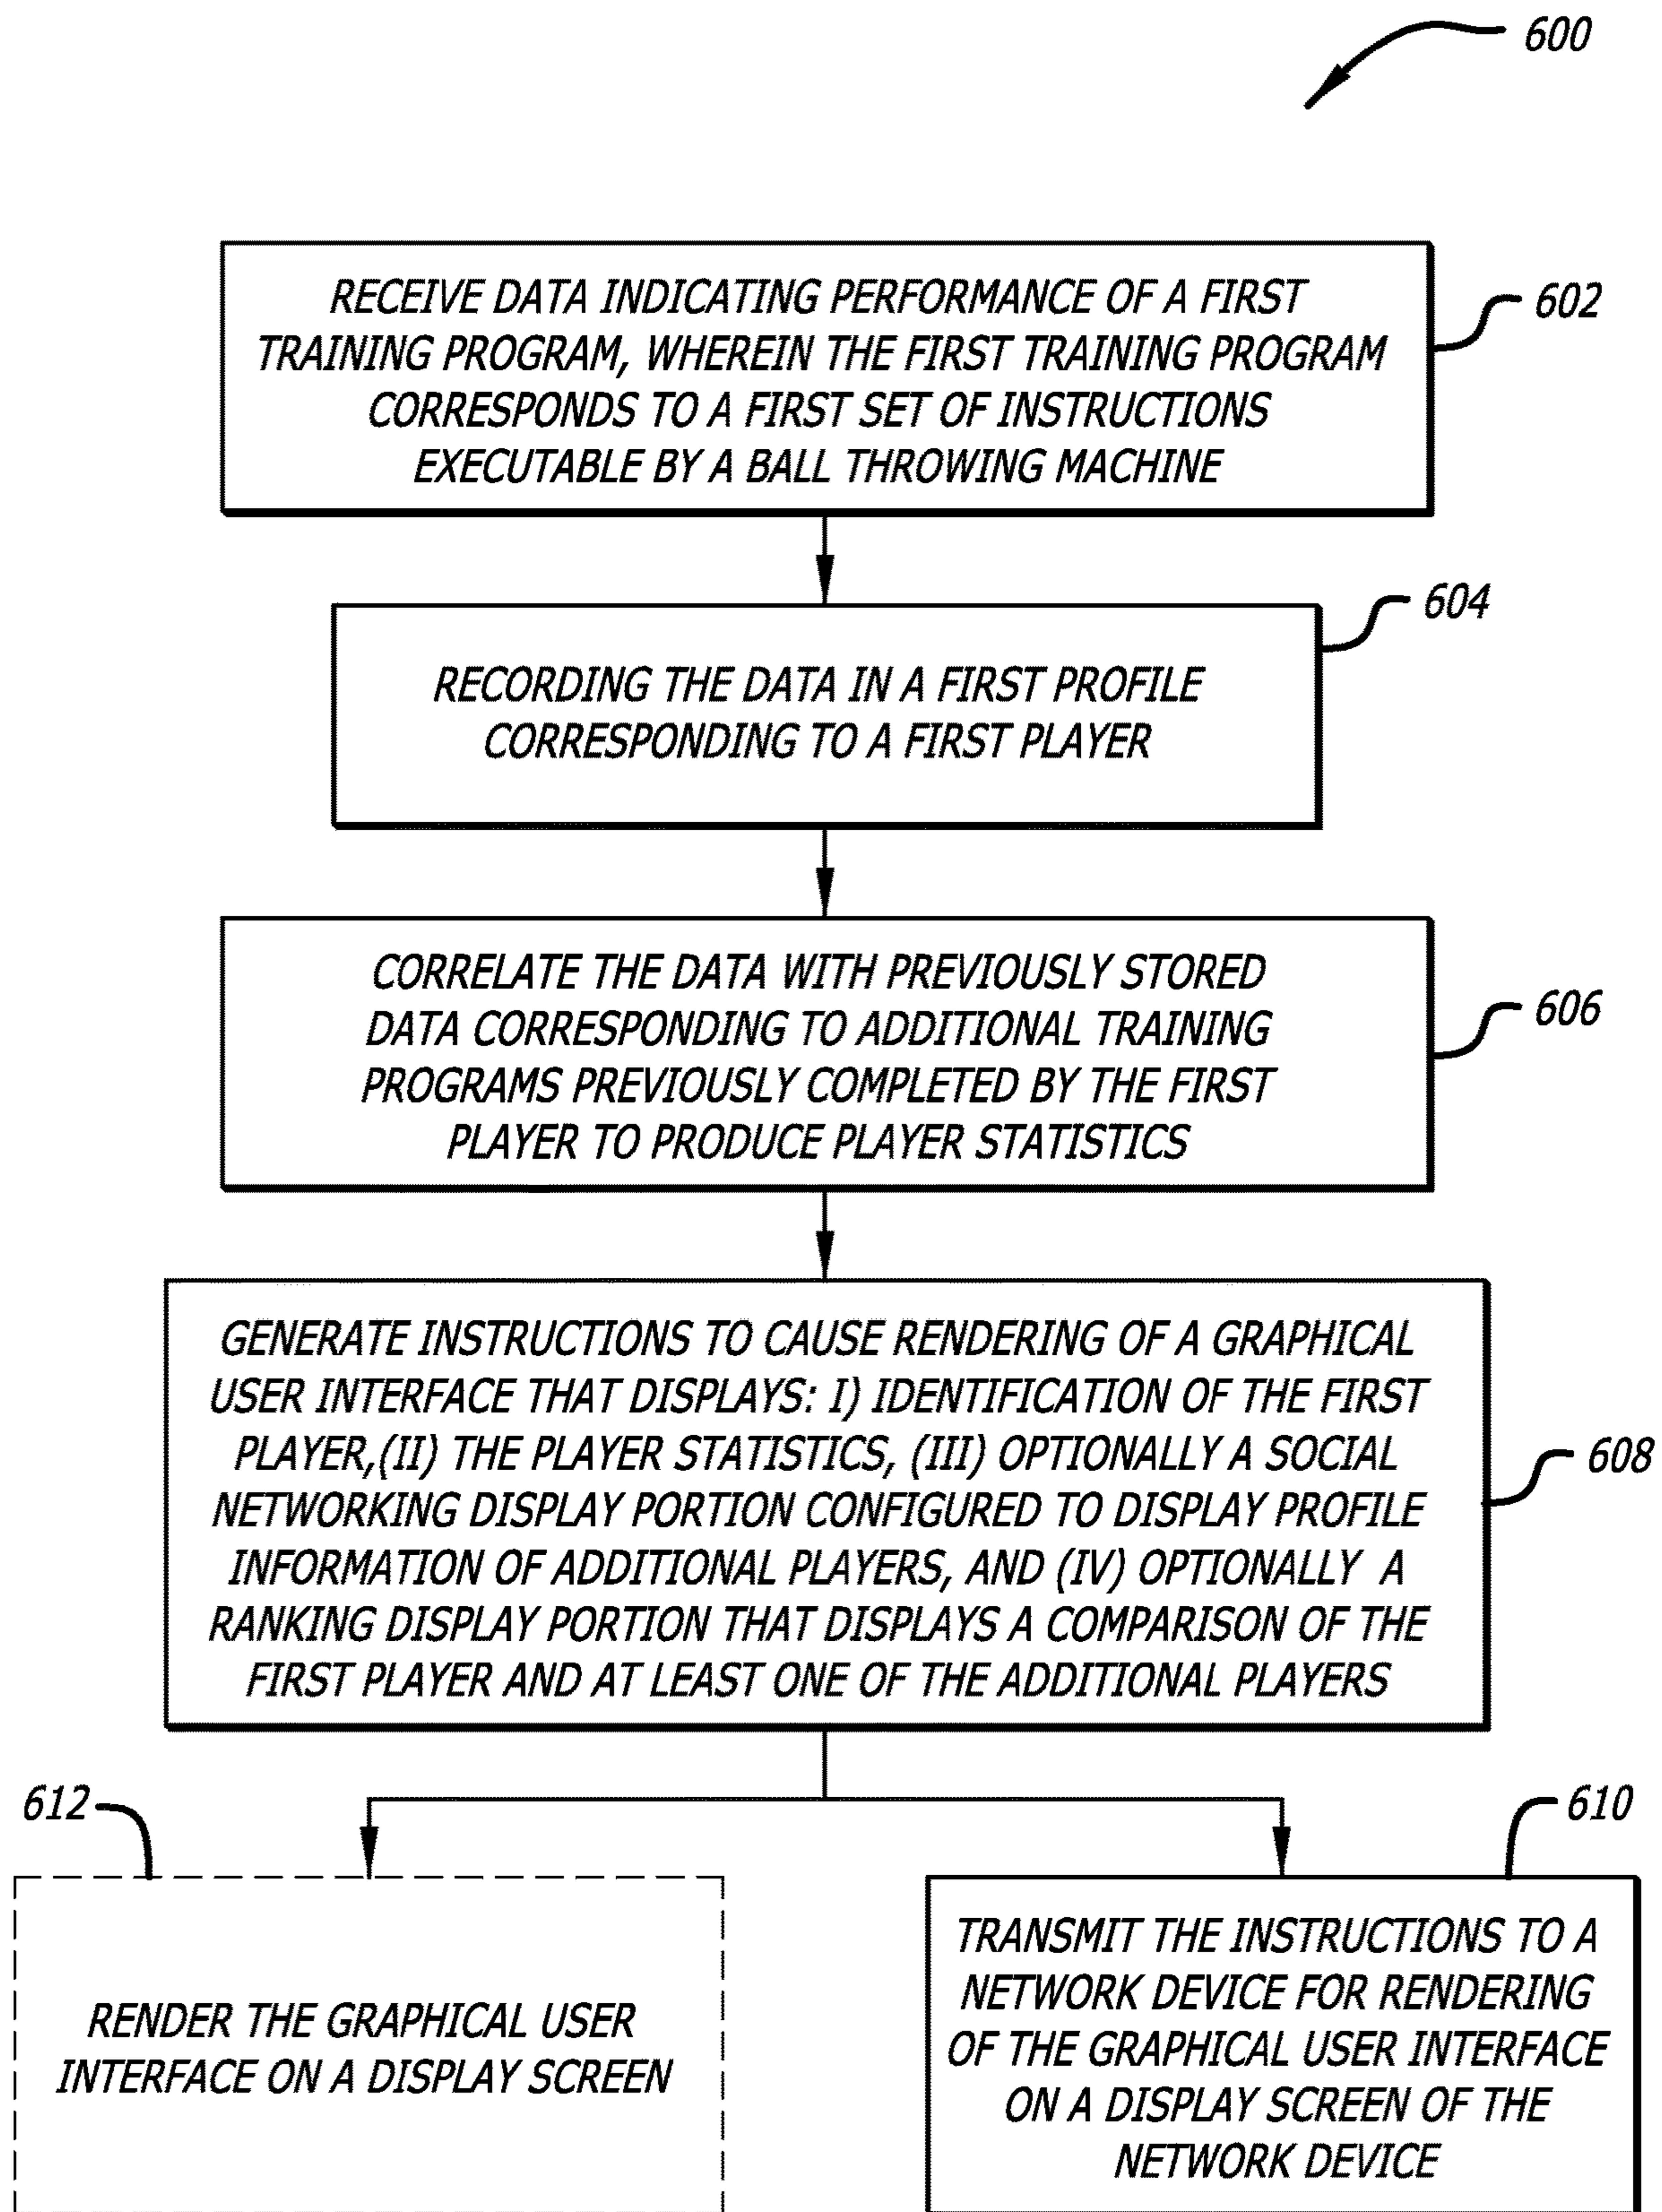 600
RECEIVE DATA INDICATING PERFORMANCE OF A FIRST
TRAINING PROGRAM, WHEREIN THE FIRST TRAINING PROGRAM
CORRESPONDS TO A FIRST SET OF INSTRUCTIONS
EXECUTABLE BY A BALL THROWING MACHINE
602
RECORDING THE DATA IN A FIRST PROFILE
CORRESPONDING TO A FIRST PLAYER
604
CORRELATE THE DATA WITH PREVIOUSLY STORED
DATA CORRESPONDING TO ADDITIONAL TRAINING
PROGRAMS PREVIOUSLY COMPLETED BY THE FIRST
PLAYER TO PRODUCE PLAYER STATISTICS
606
GENERATE INSTRUCTIONS TO CAUSE RENDERING OF A GRAPHICAL
USER INTERFACE THAT DISPLAYS: I) IDENTIFICATION OF THE FIRST
PLAYER,(II) THE PLAYER STATISTICS, (III) OPTIONALLY A SOCIAL
NETWORKING DISPLAY PORTION CONFIGURED TO DISPLAY PROFILE
INFORMATION OF ADDITIONAL PLAYERS, AND (IV) OPTIONALLY A
RANKING DISPLAY PORTION THAT DISPLAYS A COMPARISON OF THE
FIRST PLAYER AND AT LEAST ONE OF THE ADDITIONAL PLAYERS
608
612
RENDER THE GRAPHICAL USER
INTERFACE ON A DISPLAY SCREEN
610
TRANSMIT THE INSTRUCTIONS TO A
NETWORK DEVICE FOR RENDERING
OF THE GRAPHICAL USER INTERFACE
ON A DISPLAY SCREEN OF THE
NETWORK DEVICE